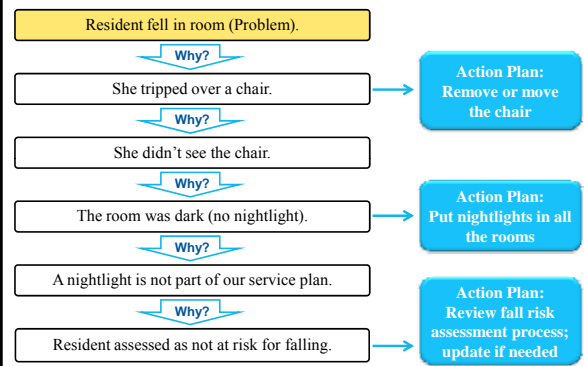 Resident fell in room (Problem).
Why?
She tripped over a chair.
Action Plan:
Remove or move
the chair
Why?
She didn’t see the chair.
Why?
The room was dark (no nightlight).
Action Plan:
Put nightlights in all
the rooms
Why?
A nightlight is not part of our service plan.
Why?
Resident assessed as not at risk for falling.
Action Plan:
Review fall risk
assessment process;
update if needed